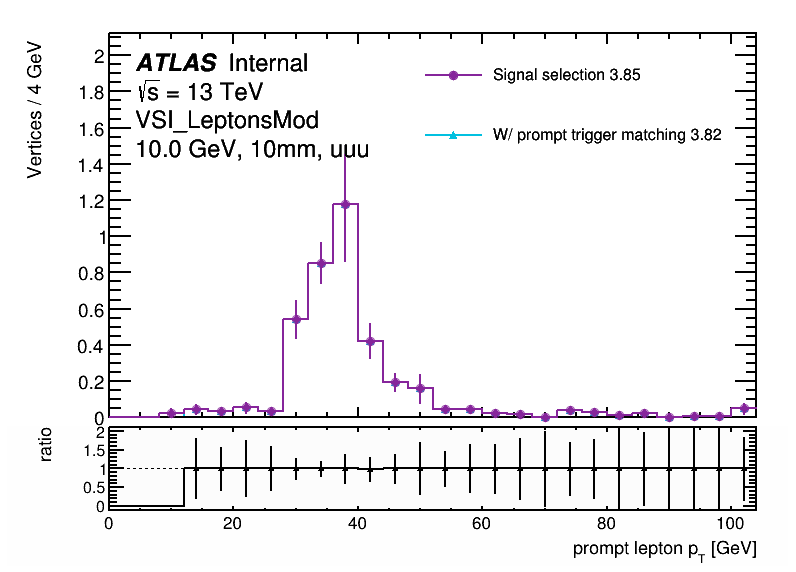 ATLAS Internal
√s = 13 TeV
VSI_LeptonsMod
10.0 GeV, 10mm, uuu
Signal selection 3.85
W/ prompt trigger matching 3.82
Vertices / 4 GeV
2
1.8
1.6
1.4
1.2
1
0.8
0.6
0.4
0.2
0
ratio
2
1.5
1
0.5
0
0 20 40 60 80 100
prompt lepton p_T [GeV]